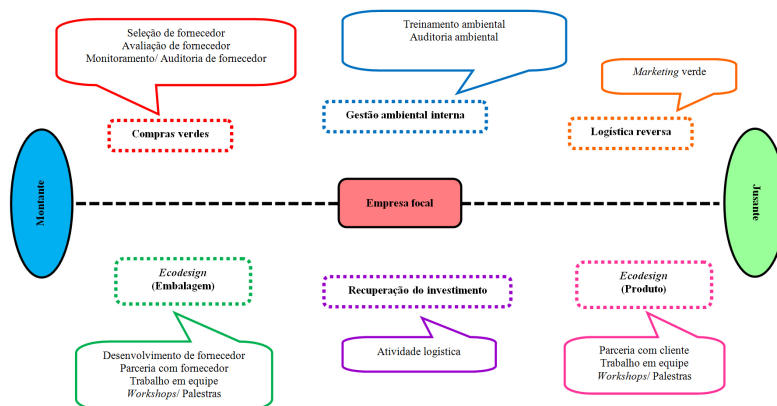 Seleção de fornecedor
Avaliação de fornecedor
Monitoramento/ Auditoria de fornecedor
Treinamento ambiental
Auditoria ambiental
Marketing verde
Compras verdes
Gestão ambiental interna
Logística reversa
Montante
Empresa focal
Jusante
Ecodesign
(Embalagem)
Recuperação do investimento
Ecodesign
(Produto)
Desenvolvimento de fornecedor
Parceria com fornecedor
Trabalho em equipe
Workshops/ Palestras
Atividade logistica
Parceria com cliente
Trabalho em equipe
Workshops/ Palestras